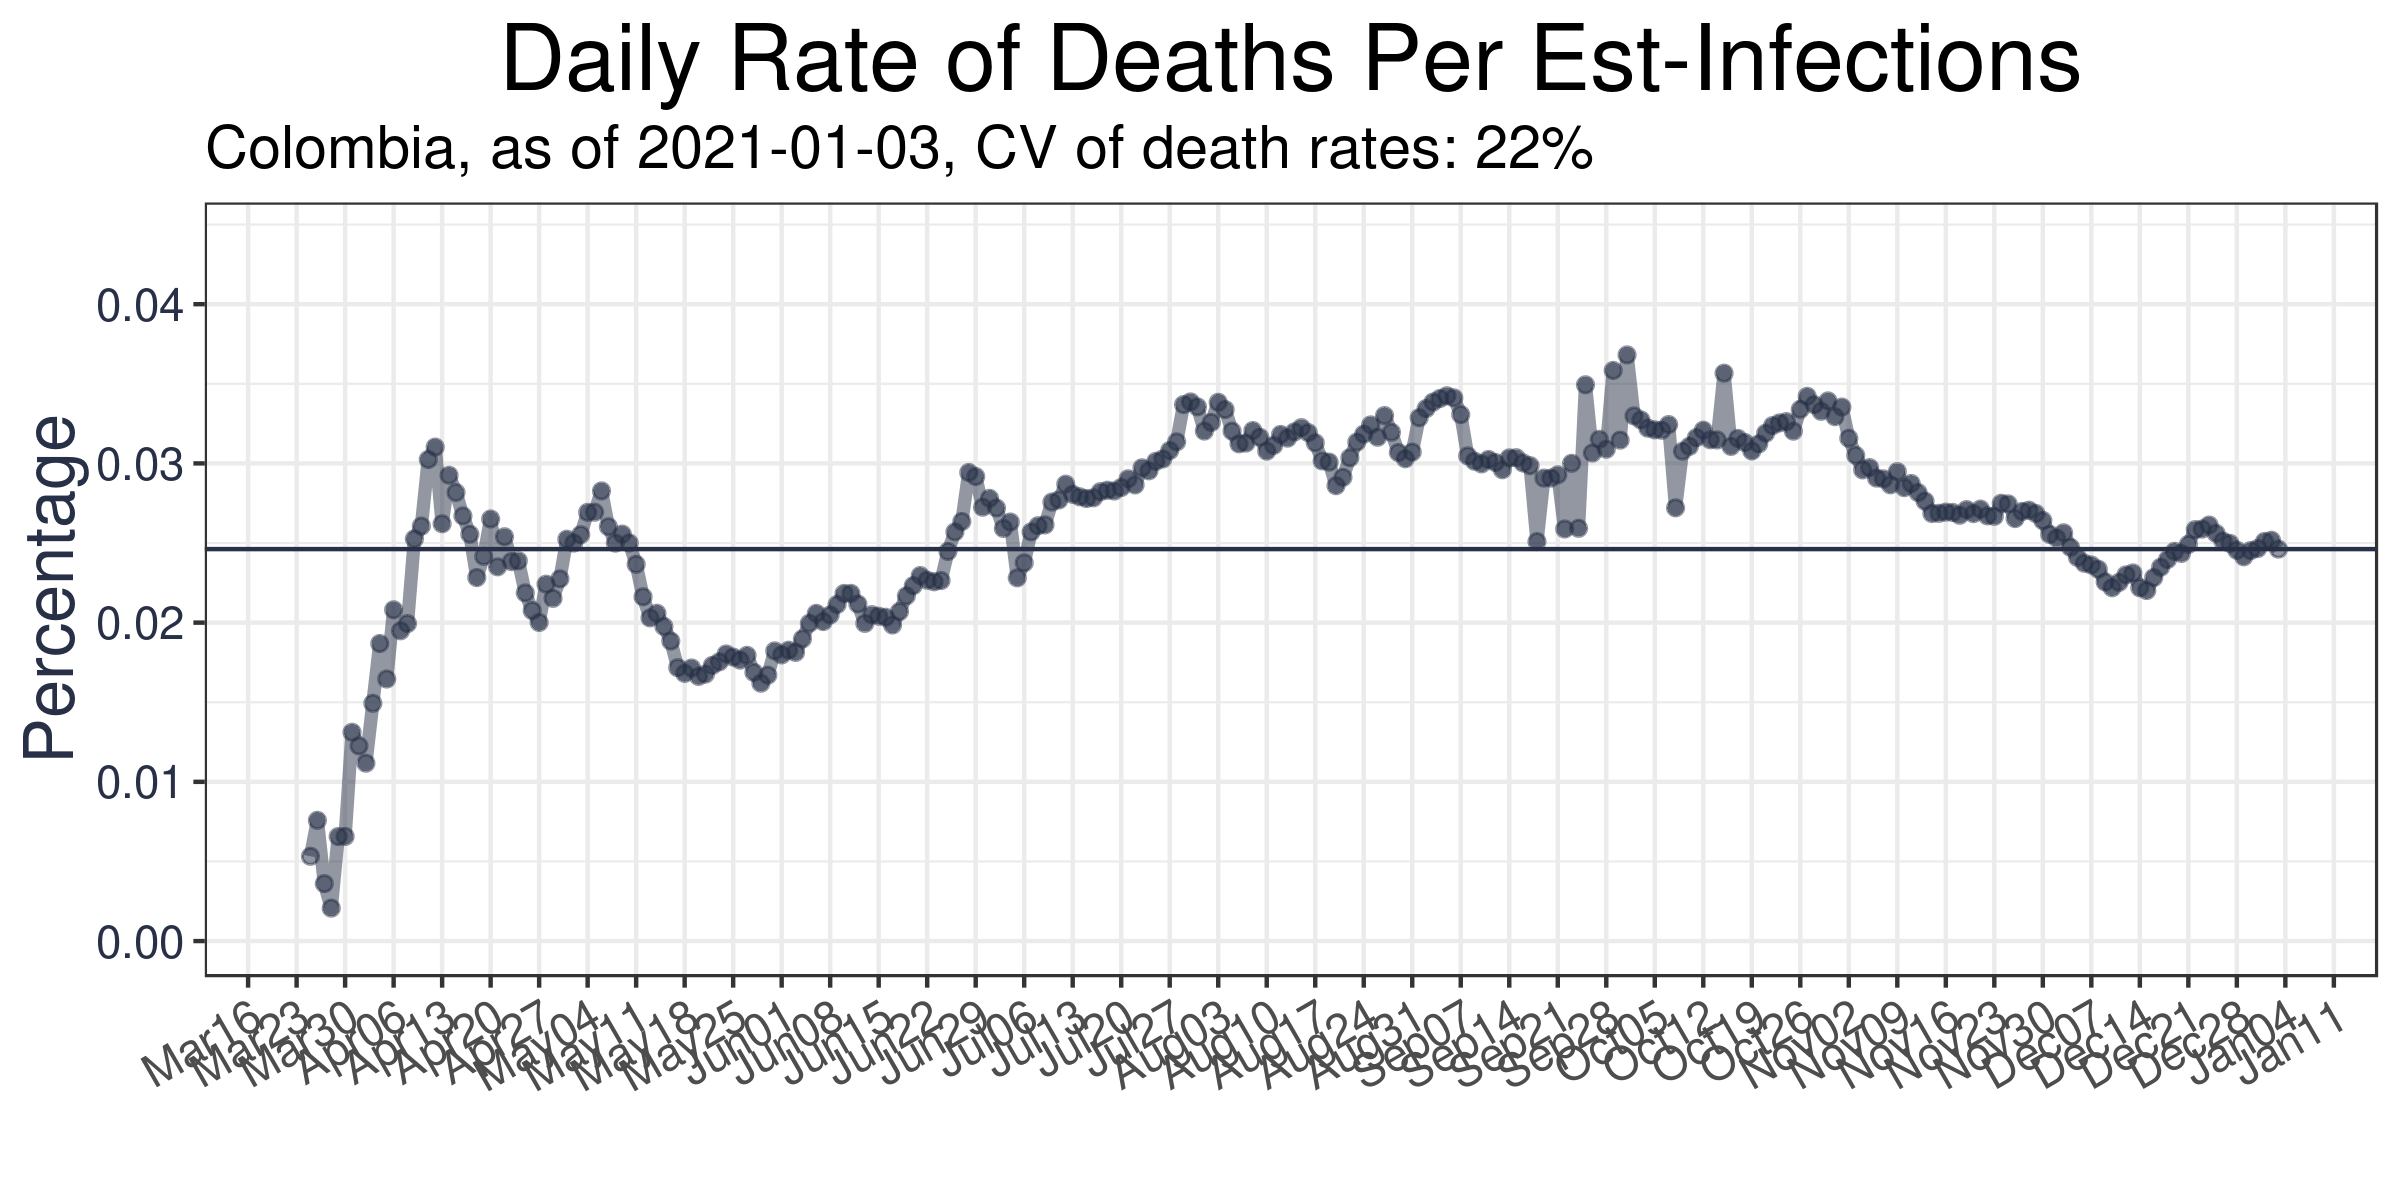 Daily Rate of Deaths Per Est-Infections
Colombia, as of 2021-01-03, CV of death rates: 22%
Percentage
0.04
0.03
0.02
0.01
0.00
Mar16
Mar23
Mar30
Apr06
Apr13
Apr20
Apr27
May04
May11
May18
May25
Jun01
Jun08
Jun15
Jun22
Jun29
Jul06
Jul13
Jul20
Jul27
Aug03
Aug10
Aug17
Aug24
Aug31
Sep07
Sep14
Sep21
Sep28
Oct05
Oct12
Oct19
Oct26
Nov02
Nov09
Nov16
Nov23
Nov30
Dec07
Dec14
Dec21
Dec28
Jan04
Jan11